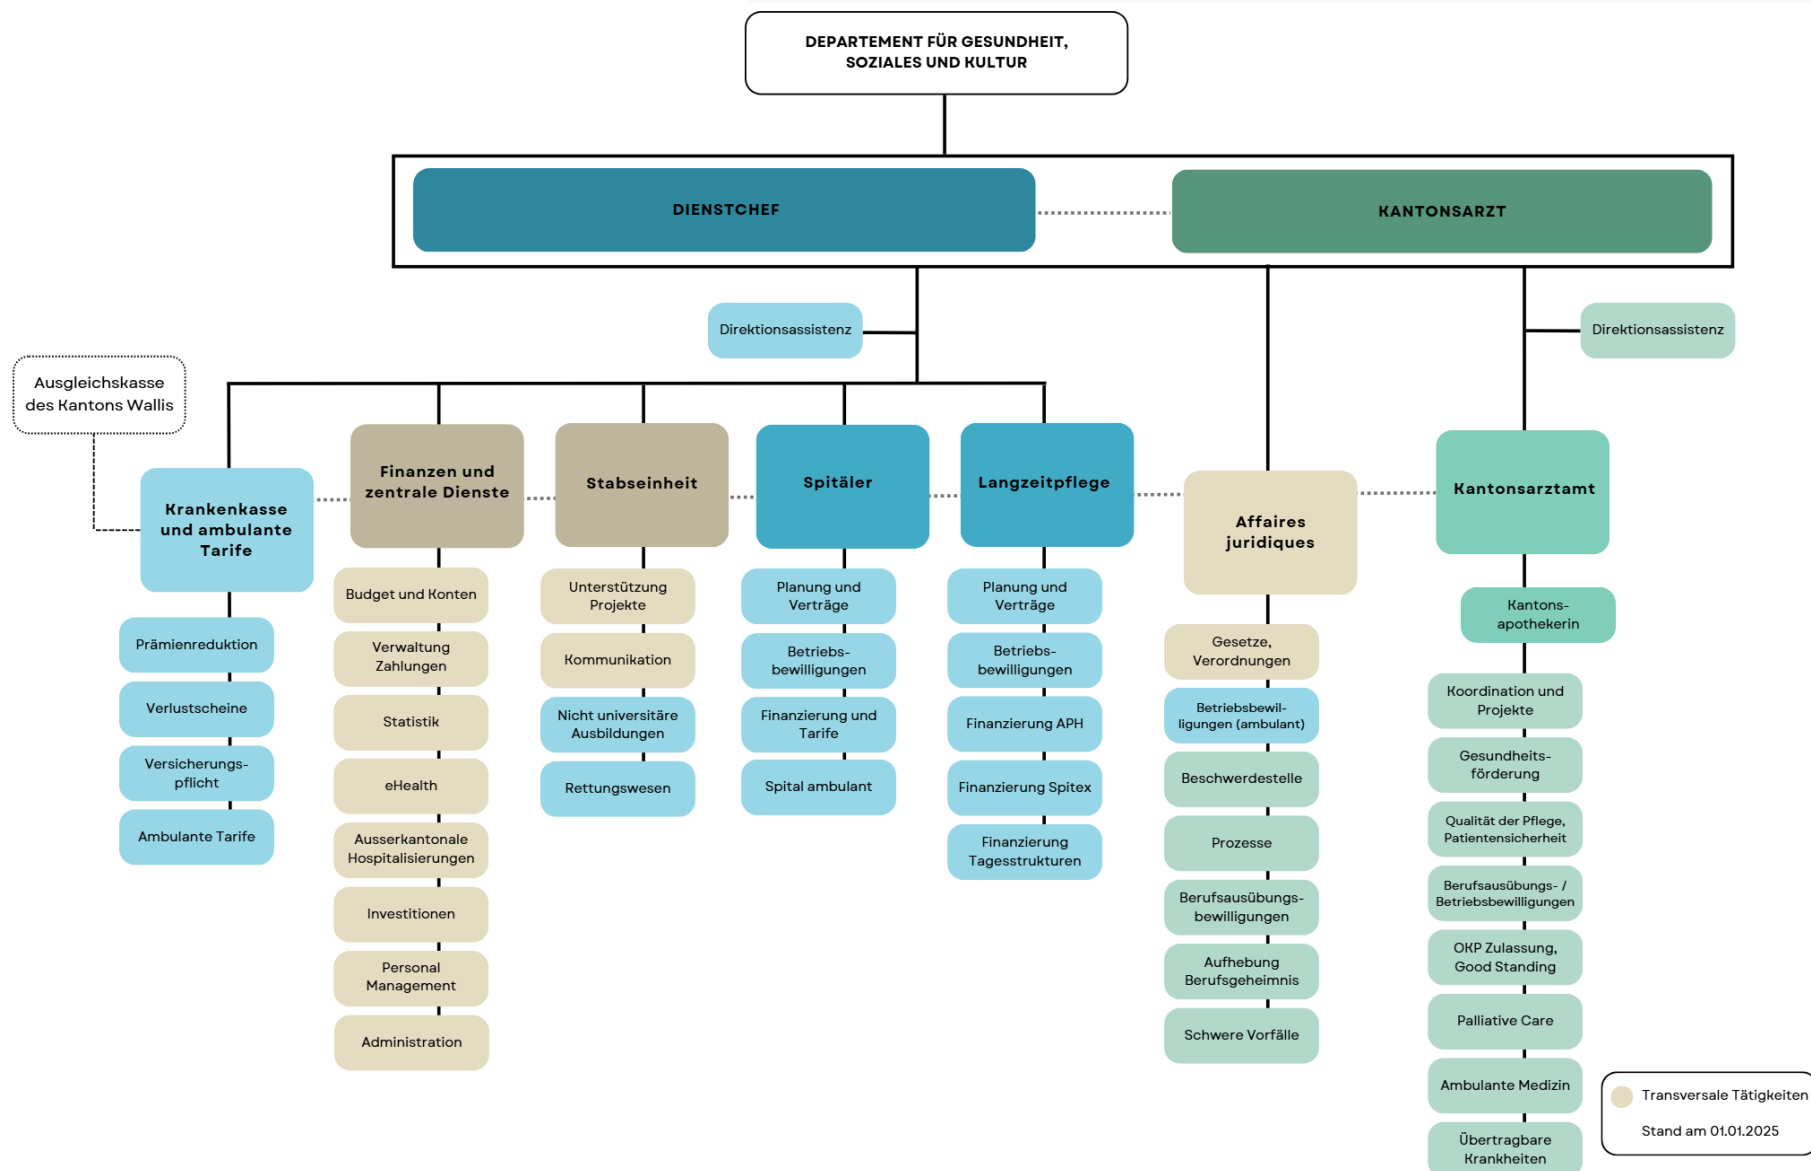 DEPARTEMENT FÜR GESUNDHEIT,
SOZIALES UND KULTUR
DIENSTCHEF
KANTONSARZT
Direktionsassistenz
Direktionsassistenz
Ausgleichskasse
des Kantons Wallis
Krankenkasse
und ambulante
Tarife
Prämienreduktion
Verlustscheine
Versicherungs-
pflicht
Ambulante Tarife
Finanzen und
zentrale Dienste
Budget und Konten
Verwaltung
Zahlungen
Statistik
eHealth
Ausserkantonale
Hospitalisierungen
Investitionen
Personal
Management
Administration
Stabseinheit
Unterstützung
Projekte
Kommunikation
Nicht universitäre
Ausbildungen
Rettungswesen
Spitäler
Planung und
Verträge
Betriebs-
bewilligungen
Finanzierung und
Tarife
Spital ambulant
Langzeitpflege
Planung und
Verträge
Betriebs-
bewilligungen
Finanzierung APH
Finanzierung Spitex
Finanzierung
Tagesstrukturen
Affaires
juridiques
Gesetze,
Verordnungen
Betriebsbewil-
ligungen (ambulant)
Beschwerdestelle
Prozesse
Berufsausübungs-
bewilligungen
Aufhebung
Berufsgeheimnis
Schwere Vorfälle
Kantonsarztamt
Kantons-
apothekerin
Koordination und
Projekte
Gesundheits-
förderung
Qualität der Pflege,
Patientensicherheit
Berufsausübungs- /
Betriebsbewilligungen
OKP Zulassung,
Good Standing
Palliative Care
Ambulante Medizin
Übertragbare
Krankheiten
Transversale Tätigkeiten
Stand am 01.01.2025